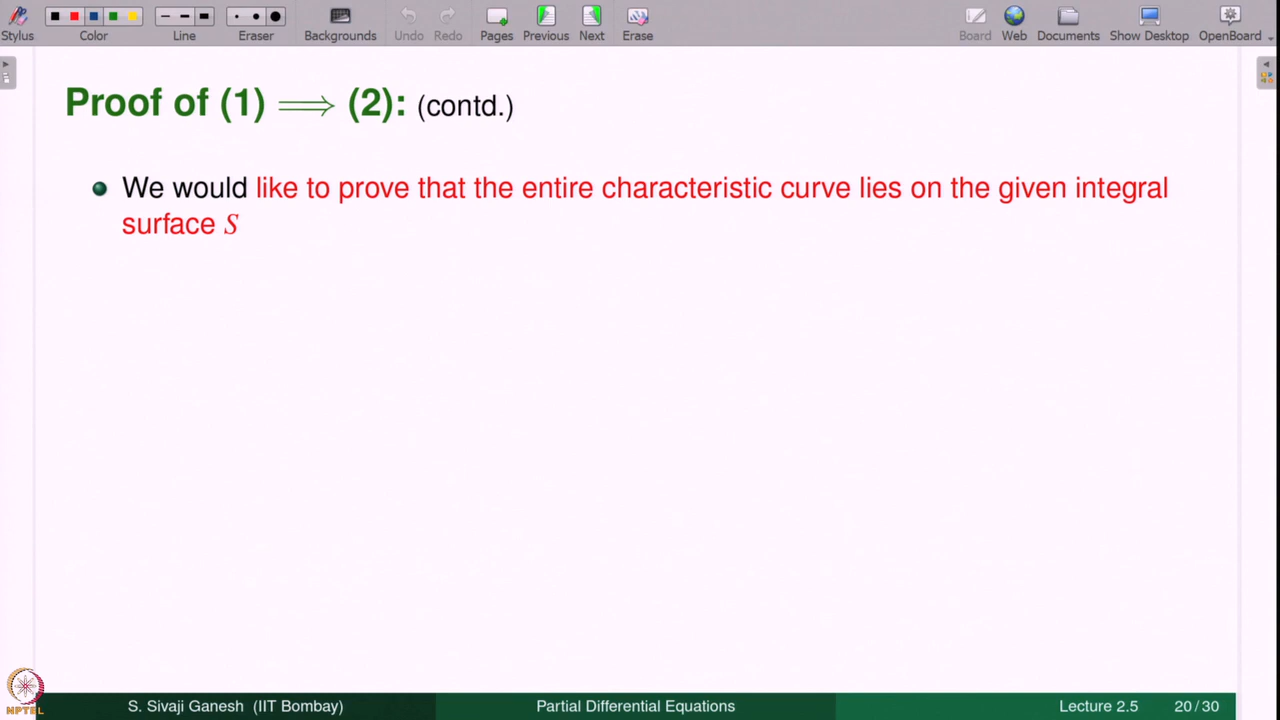 Stylus
Color
Line
Eraser
Backgrounds
Undo
Redo
Pages
Previous
Next
Erase
Board
Web
Documents
Show Desktop
OpenBoard
Proof of (1) ⟹ (2): (contd.)
We would like to prove that the entire characteristic curve lies on the given integral
surface S
NPTEL
S. Sivaji Ganesh (IIT Bombay)
Partial Differential Equations
Lecture 2.5
20/30